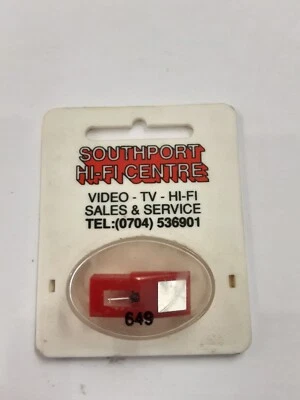 SOUTHPORT
HI-FI CENTRE
VIDEO - TV - HI-FI
SALES & SERVICE
TEL:(0704) 536901
649